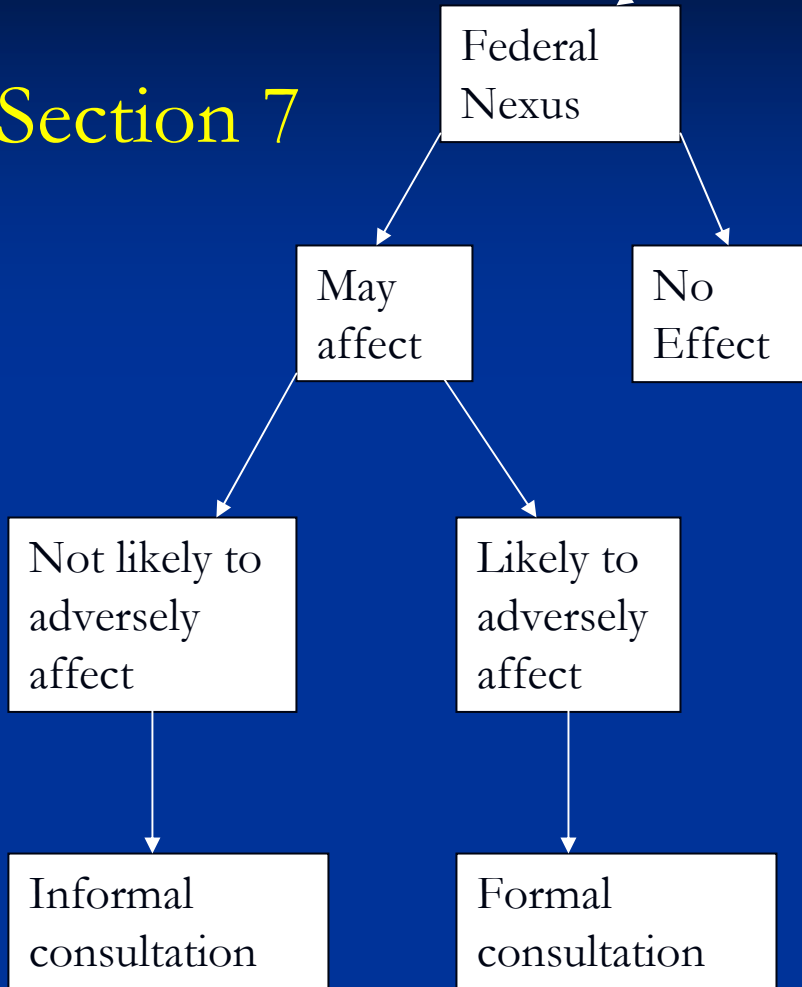 Section 7
Federal
Nexus
May
affect
No
Effect
Not likely to
adversely
affect
Likely to
adversely
affect
Informal
consultation
Formal
consultation